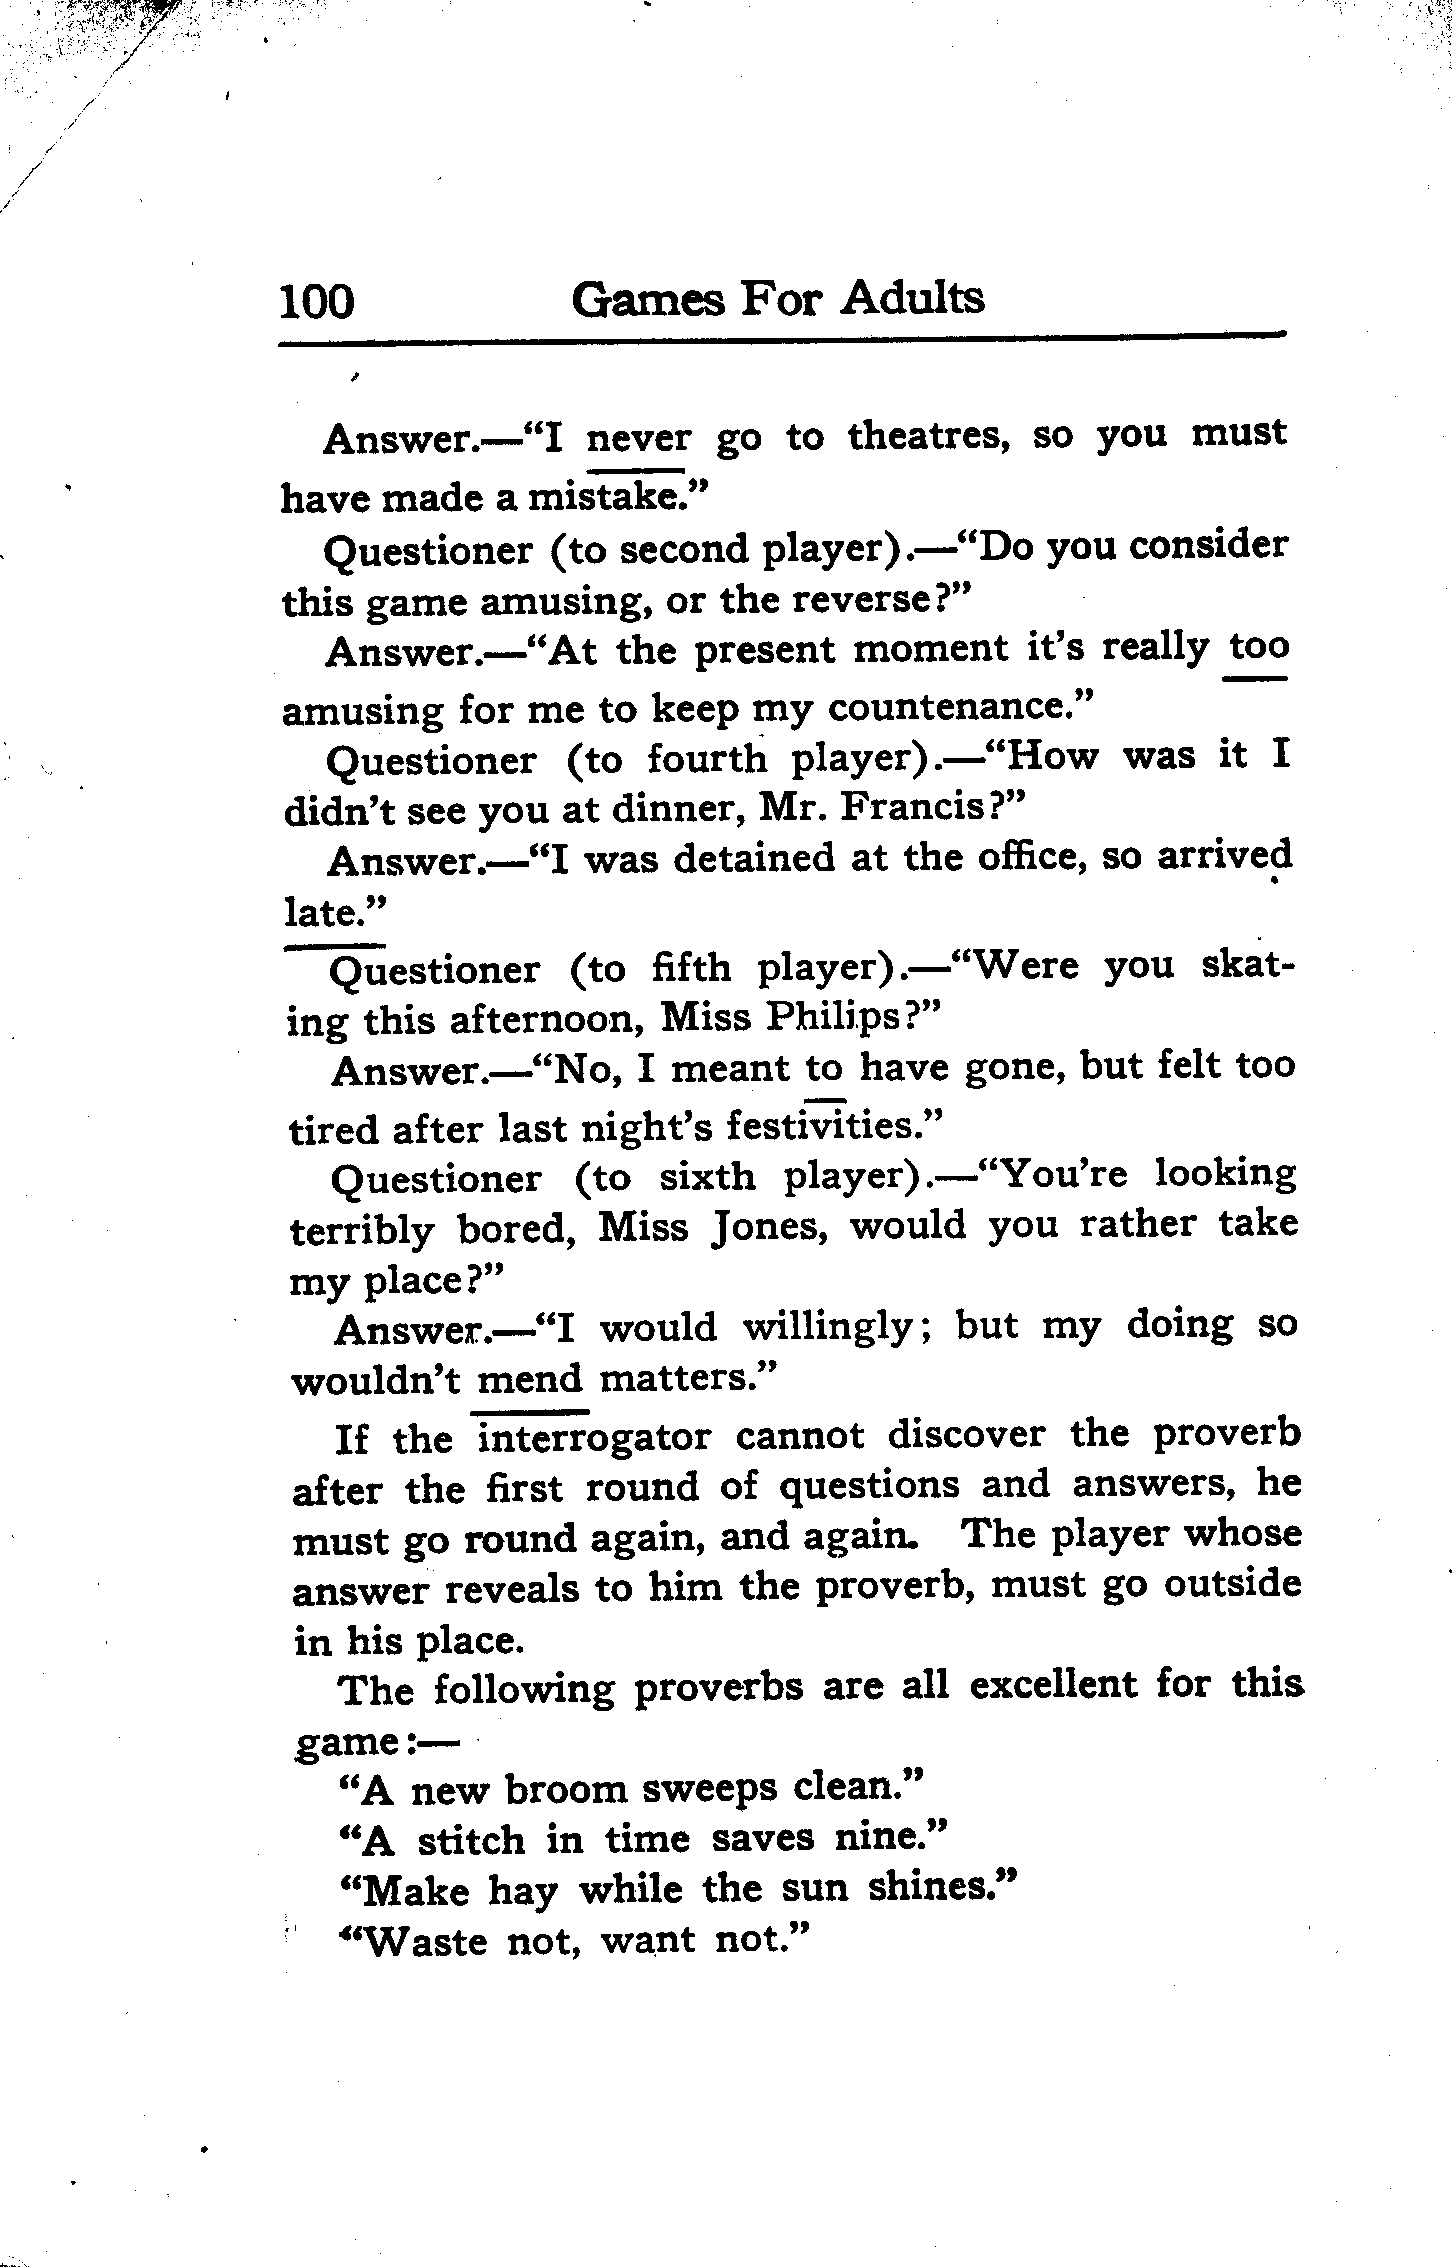 100 Games For Adults
Answer.—“I never go to theatres, so you must
have made a mistake.”
Questioner (to second player).—“Do you consider
this game amusing, or the reverse?”
Answer.—“At the present moment it’s really too
amusing for me to keep my countenance.”
Questioner (to fourth player).—“How was it I
didn’t see you at dinner, Mr. Francis?”
Answer.—“I was detained at the office, so arrived
late.”
Questioner (to fifth player).—“Were you skat-
ing this afternoon, Miss Philips?”
Answer.—“No, I meant to have gone, but felt too
tired after last night’s festivities.”
Questioner (to sixth player).—“You’re looking
terribly bored, Miss Jones, would you rather take
my place?”
Answer.—“I would willingly; but my doing so
wouldn’t mend matters.”
If the interrogator cannot discover the proverb
after the first round of questions and answers, he
must go round again, and again. The player whose
answer reveals to him the proverb, must go outside
in his place.
The following proverbs are all excellent for this
game:—
“A new broom sweeps clean.”
“A stitch in time saves nine.”
“Make hay while the sun shines.”
“Waste not, want not.”